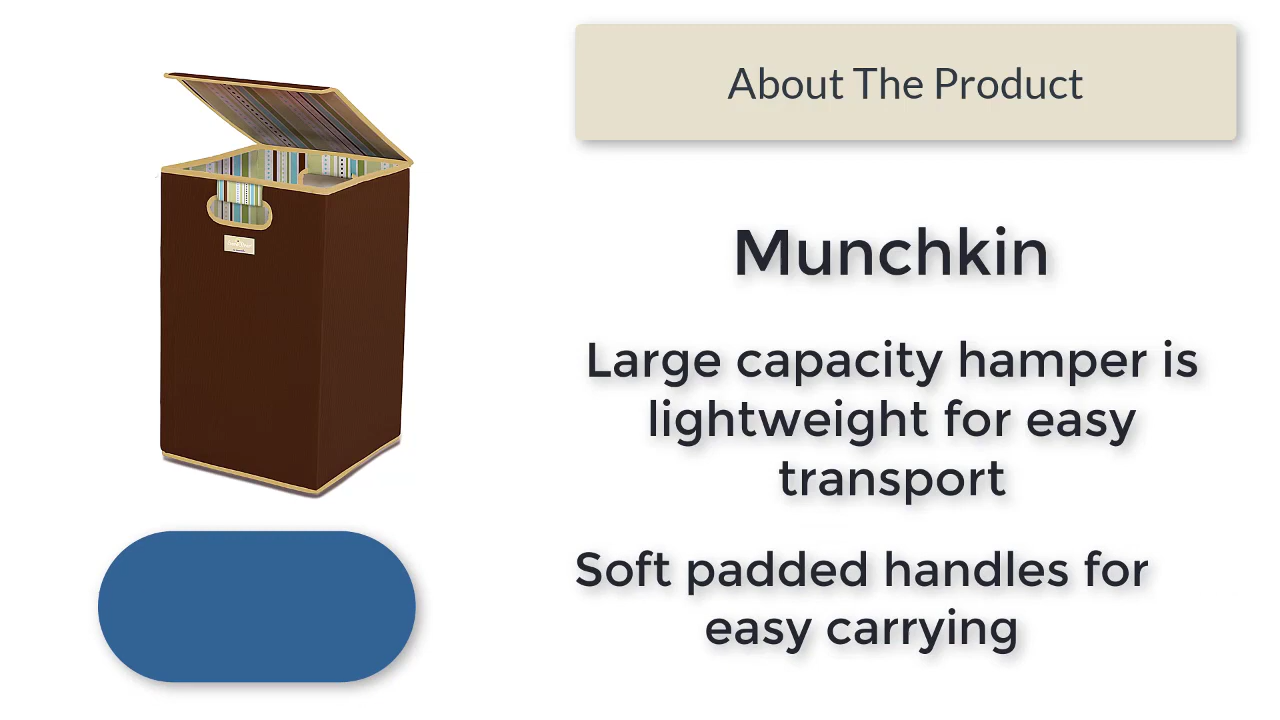 About The Product
Munchkin
Large capacity hamper is
lightweight for easy
transport
Soft padded handles for
easy carrying